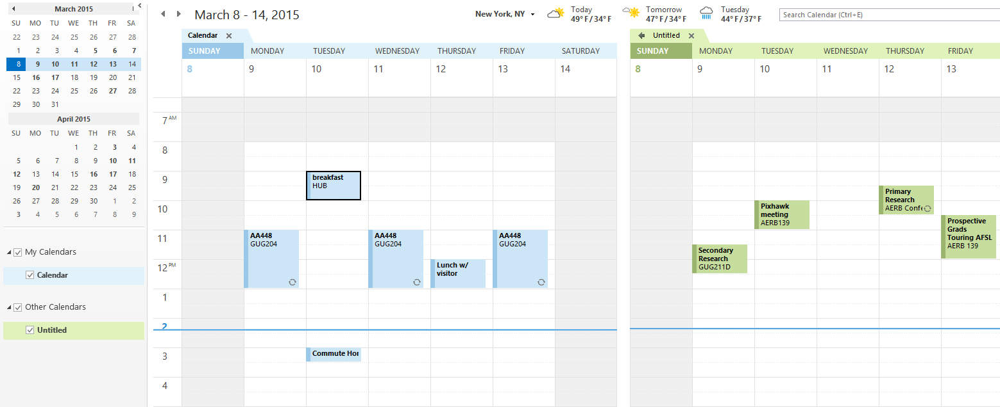 March 2015
SU MO TU WE TH FR SA
22 23 24 25 26 27 28
1 2 3 4 5 6 7
8 9 10 11 12 13 14
15 16 17 18 19 20 21
22 23 24 25 26 27 28
29 30 31
April 2015
SU MO TU WE TH FR SA
1 2 3 4
5 6 7 8 9 10 11
12 13 14 15 16 17 18
19 20 21 22 23 24 25
26 27 28 29 30 1 2
3 4 5 6 7 8 9
My Calendars
Calendar
Other Calendars
Untitled
March 8 - 14, 2015
New York, NY
Today
49° F / 34° F
Tomorrow
47° F / 34° F
Tuesday
44° F / 37° F
Search Calendar (Ctrl+E)
Calendar
SUNDAY MONDAY TUESDAY WEDNESDAY THURSDAY FRIDAY SATURDAY
8 9 10 11 12 13 14
7 AM
8
9
10
11
12 PM
1
2
3
4
AA448
GUG204
breakfast
HUB
Commute Hor
AA448
GUG204
Lunch w/
visitor
AA448
GUG204
Untitled
SUNDAY MONDAY TUESDAY WEDNESDAY THURSDAY FRIDAY
8 9 10 11 12 13
Secondary
Research
GUG211D
Pixhawk
meeting
AERB139
Primary
Research
AERB Confe
Prospective
Grads
Touring AFSL
AERB 139